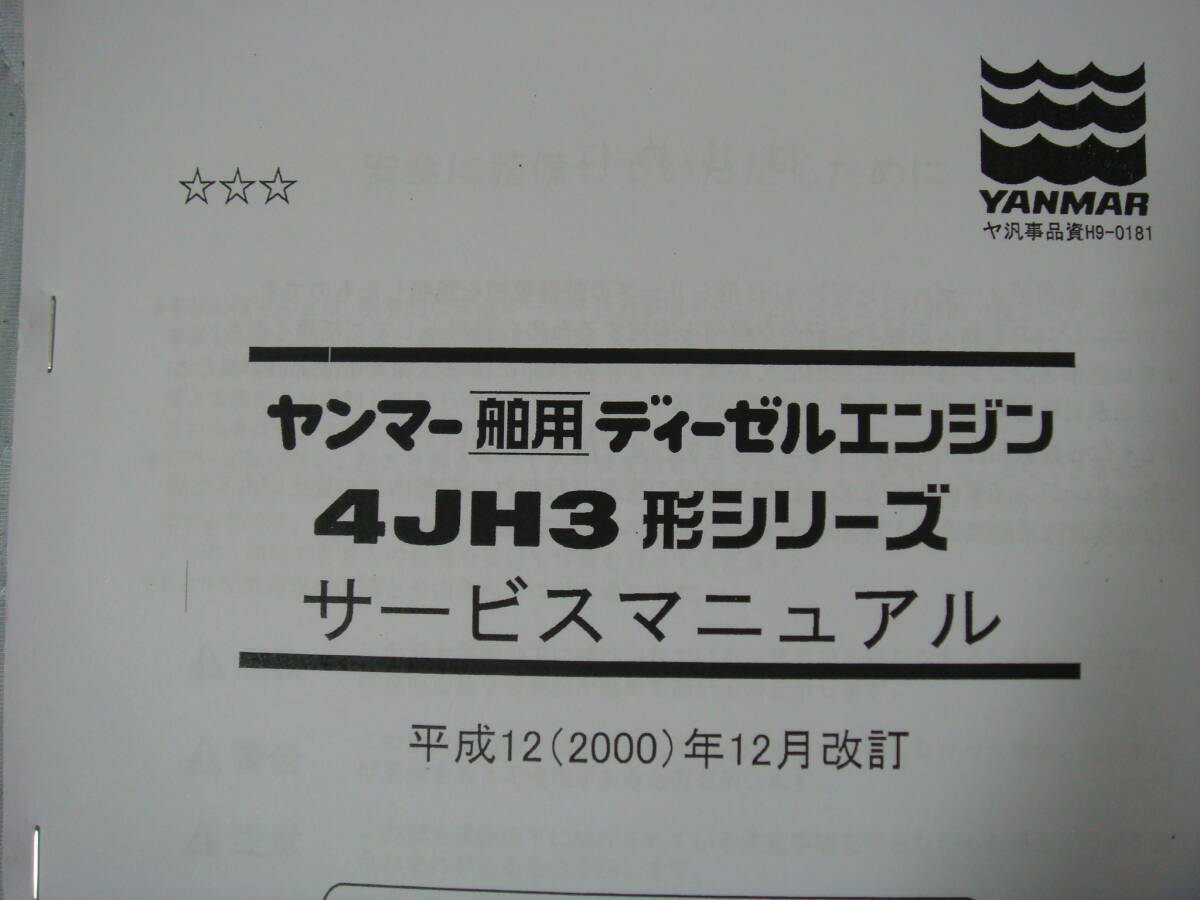 ☆☆☆
YANMAR
ヤ汎事品資H9-0181
ヤンマー舶用ディーゼルエンジン
4JH3形シリーズ
サービスマニュアル
平成12(2000)年12月改訂